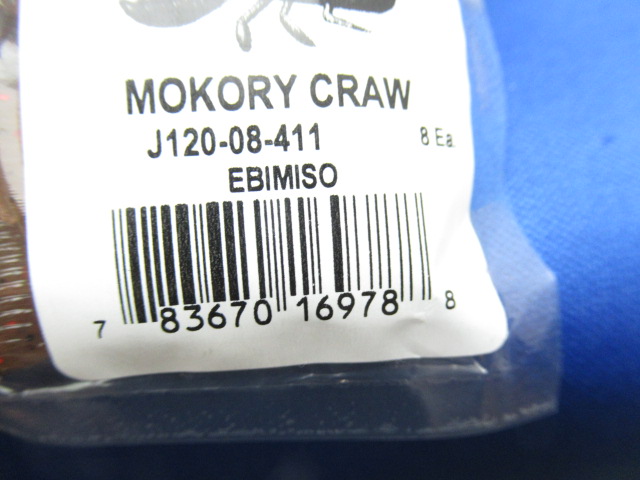 MOKORY CRAW
J120-08-411 8 Ea.
EBIMISO
7 83670 16978 8